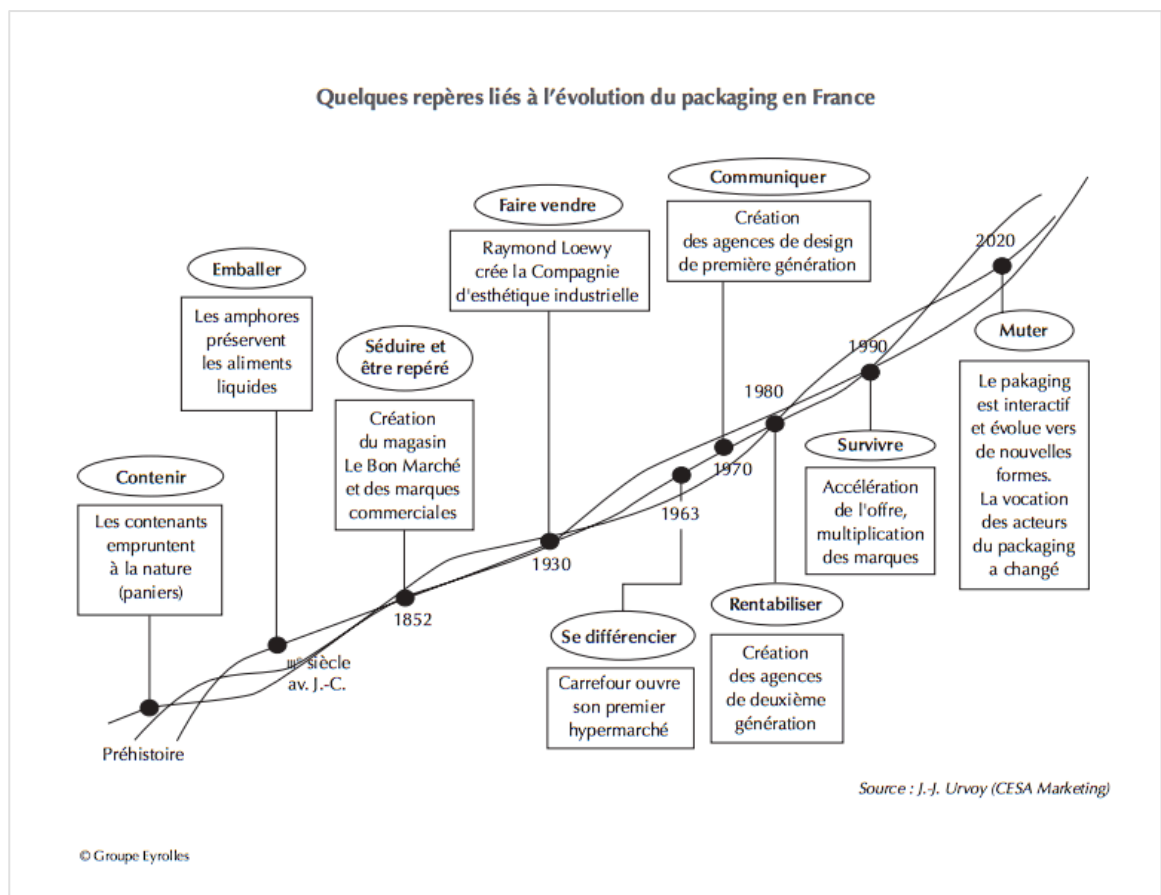 Quelques repères liés à l'évolution du packaging en France
Contenir
Les contenants
empruntent
à la nature
(paniers)
Préhistoire
Emballer
Les amphores
préservent
les aliments
liquides
IIIe siècle
av. J.-C.
Séduire et
être repéré
Création
du magasin
Le Bon Marché
et des marques
commerciales
1852
Faire vendre
Raymond Loewy
crée la Compagnie
d'esthétique industrielle
1930
1963
Se différencier
Carrefour ouvre
son premier
hypermarché
Communiquer
Création
des agences de design
de première génération
1970
1980
Rentabiliser
Création
des agences
de deuxième
génération
1990
Survivre
Accélération
de l'offre,
multiplication
des marques
2020
Muter
Le pakaging
est interactif
et évolue vers
de nouvelles
formes.
La vocation
des acteurs
du packaging
a changé
Source : J.-J. Urvoy (CESA Marketing)
© Groupe Eyrolles